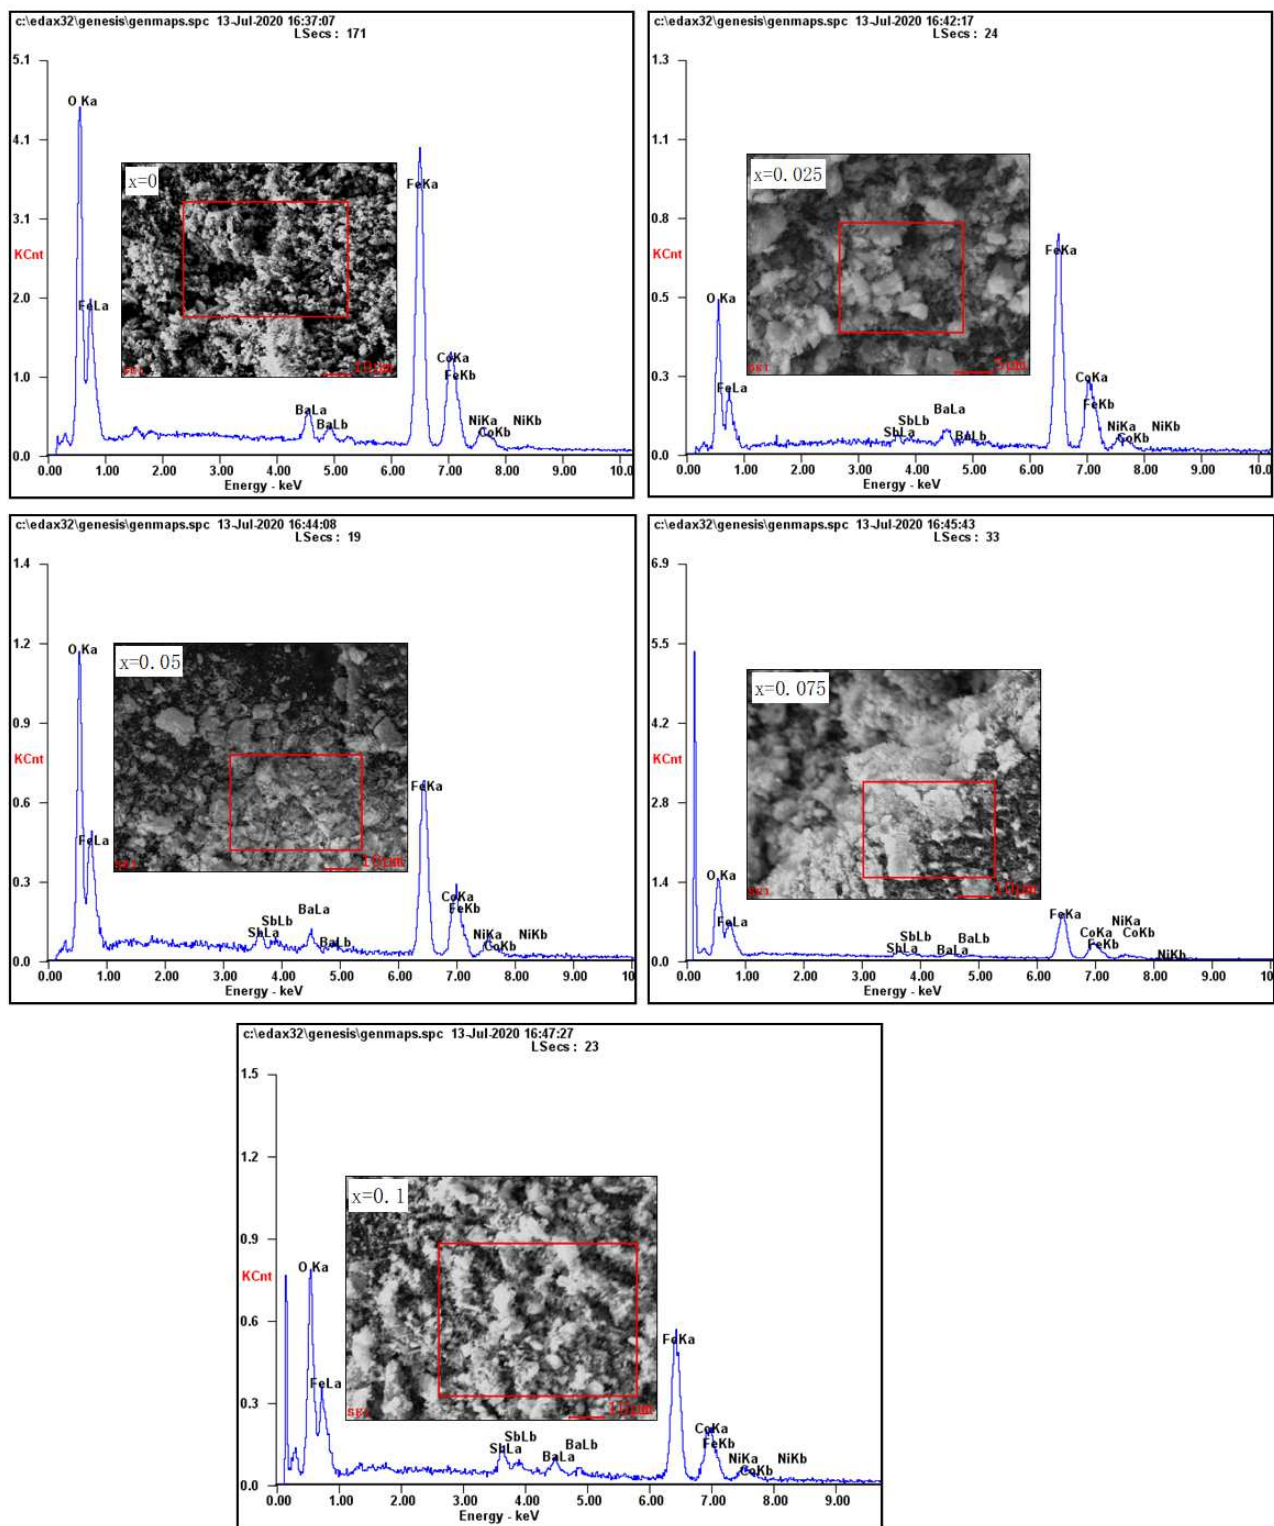 c:\edax32\genesis\genmaps.spc 13-Jul-2020 16:37:07
LSecs : 171
5.1
O Ka
4.1
x=0
FeKa
3.1
KCnt
2.0
FeLa
CoKa
FeKb
1.0
BaLa
BaLb
NiKa
NiKb
CoKb
SE1
10μm
0.0
0.00 1.00 2.00 3.00 4.00 5.00 6.00 7.00 8.00 9.00 10.0
Energy - keV
c:\edax32\genesis\genmaps.spc 13-Jul-2020 16:42:17
LSecs : 24
1.3
1.1
x=0.025
0.8
FeKa
KCnt
O Ka
0.5
FeLa
SE1
5μm
0.3
CoKa
FeKb
BaLa
SbLb
SbLa
BaLb
NiKa
NiKb
CoKb
0.0
0.00 1.00 2.00 3.00 4.00 5.00 6.00 7.00 8.00 9.00 10.0
Energy - keV
c:\edax32\genesis\genmaps.spc 13-Jul-2020 16:44:08
LSecs : 19
1.4
1.2
O Ka
x=0.05
0.9
KCnt
FeKa
0.6
FeLa
SE1
10μm
0.3
CoKa
FeKb
BaLa
SbLb
SbLa
BaLb
NiKa
NiKb
CoKb
0.0
0.00 1.00 2.00 3.00 4.00 5.00 6.00 7.00 8.00 9.00 10
Energy - keV
c:\edax32\genesis\genmaps.spc 13-Jul-2020 16:45:43
LSecs : 33
6.9
5.5
x=0.075
4.2
KCnt
2.8
SE1
10μm
1.4
O Ka
FeLa
FeKa
NiKa
CoKa
CoKb
FeKb
SbLb
BaLb
SbLa
BaLa
NiKb
0.0
0.00 1.00 2.00 3.00 4.00 5.00 6.00 7.00 8.00 9.00 10
Energy - keV
c:\edax32\genesis\genmaps.spc 13-Jul-2020 16:47:27
LSecs : 23
1.5
1.2
x=0.1
0.9
KCnt
O Ka
0.6
FeKa
FeLa
SE1
10μm
0.3
CoKa
FeKb
SbLb
BaLb
SbLa
BaLa
NiKa
NiKb
CoKb
0.0
0.00 1.00 2.00 3.00 4.00 5.00 6.00 7.00 8.00 9.00
Energy - keV